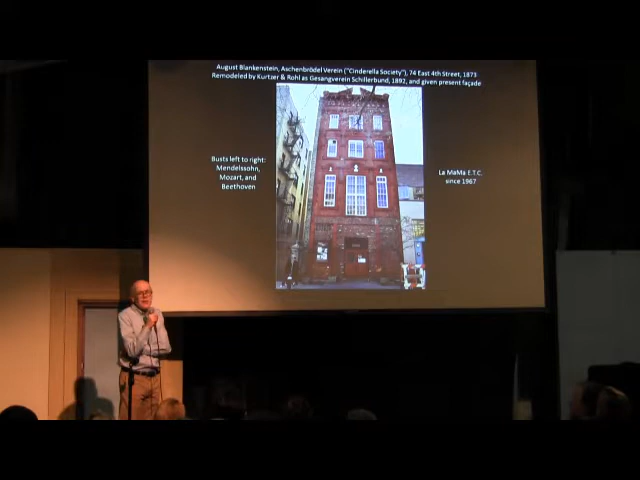 August Blankenstein, Aschenbrödel Verein ("Cinderella Society"), 74 East 4th Street, 1873
Remodeled by Kurtzer & Rohl as Gesangverein Schillerbund, 1892, and given present façade
Busts left to right:
Mendelssohn,
Mozart, and
Beethoven
La MaMa E.T.C.
since 1967